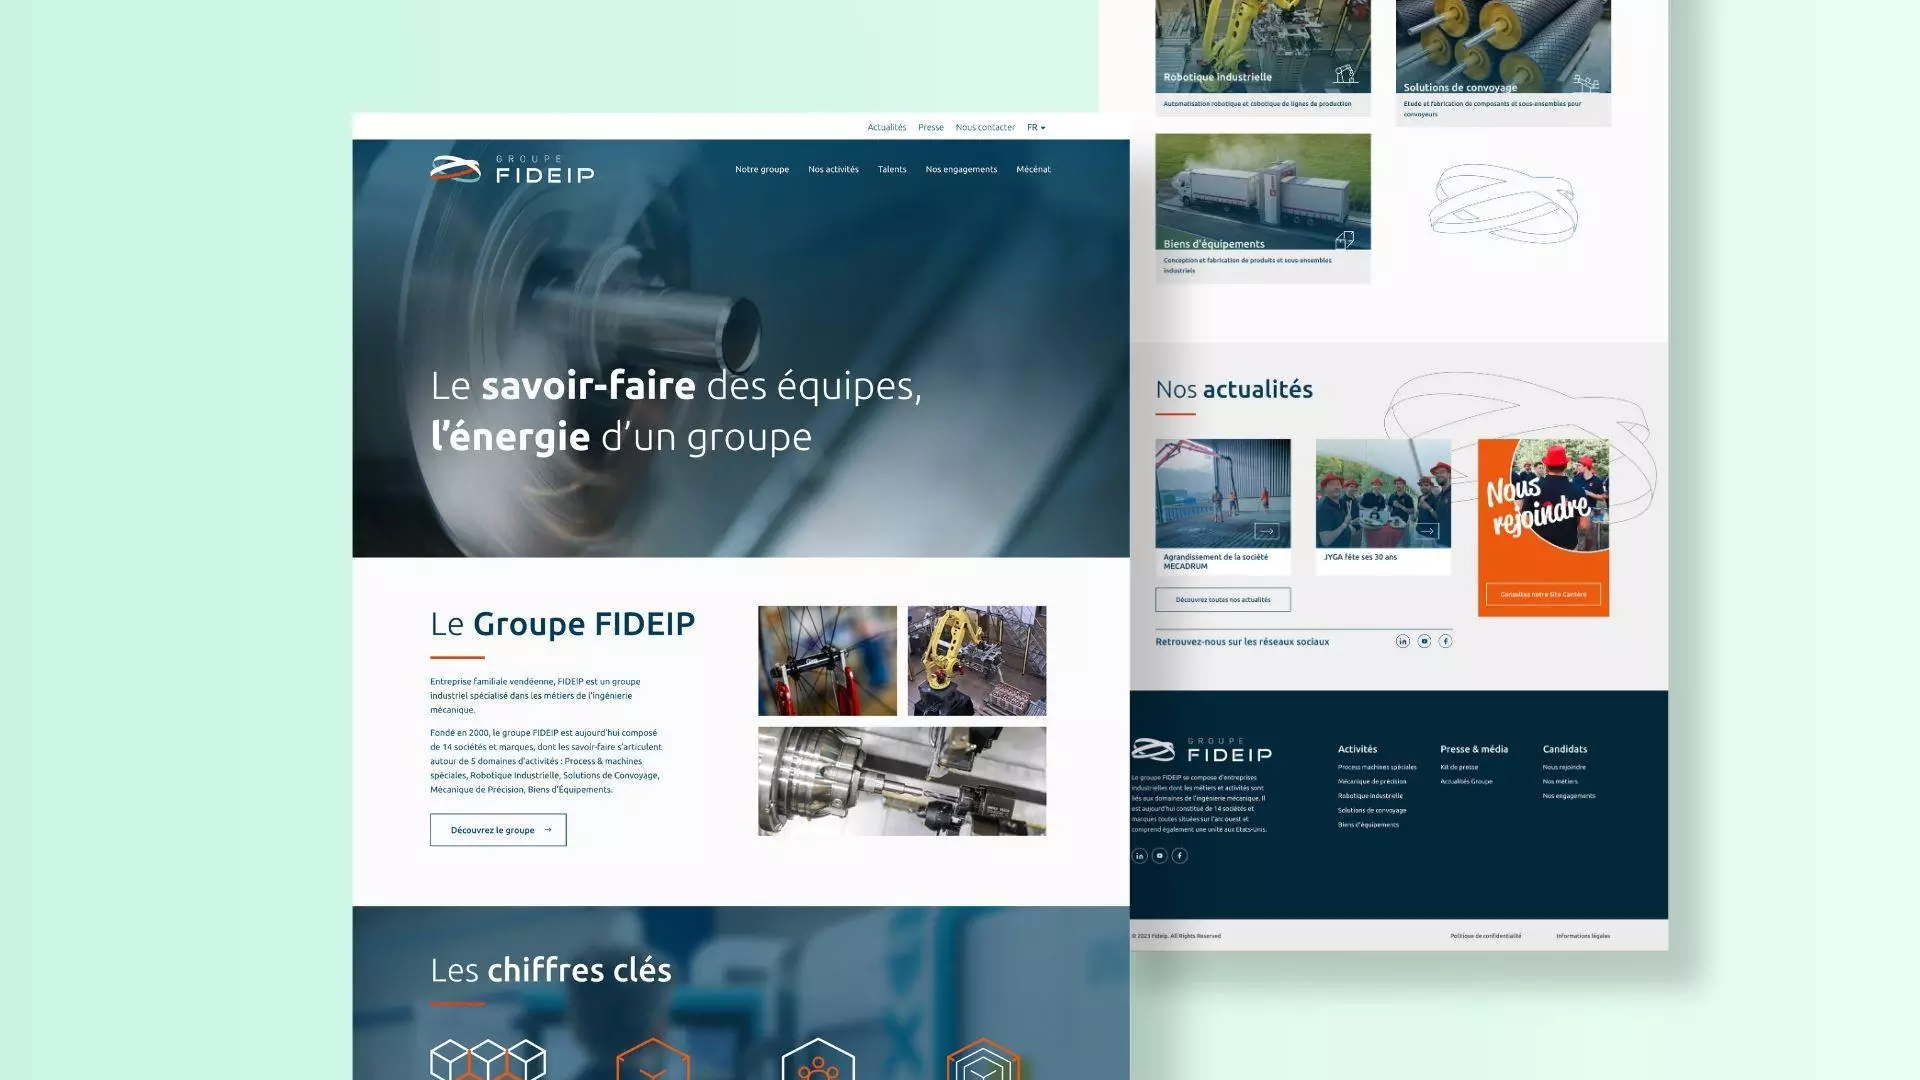 Actualités Presse Nous contacter FR
GROUPE
FIDEIP
Notre groupe Nos activités Talents Nos engagements Mécénat
Le savoir-faire des équipes,
l’énergie d’un groupe
Le Groupe FIDEIP
Entreprise familiale vendéenne, FIDEIP est un groupe
industriel spécialisé dans les métiers de l’ingénierie
mécanique.
Fondé en 2000, le groupe FIDEIP est aujourd’hui composé
de 14 sociétés et marques, dont les savoir-faire s’articulent
autour de 5 domaines d’activités : Process & machines
spéciales, Robotique Industrielle, Solutions de Convoyage,
Mécanique de Précision, Biens d’Équipements.
Découvrez le groupe →
Les chiffres clés
Robotique industrielle
Automatisation robotique et cobotique de lignes de production
Solutions de convoyage
Etude et fabrication de composants et sous-ensembles pour
convoyeurs
Biens d’équipements
Conception et fabrication de produits et sous-ensembles
industriels
Nos actualités
Agrandissement de la société
MECADRUM
JYGA fête ses 30 ans
Nous
rejoindre
Consultez notre Site Carrière
Découvrez toutes nos actualités
Retrouvez-nous sur les réseaux sociaux
GROUPE
FIDEIP
Le groupe FIDEIP se compose d’entreprises
industrielles dont les métiers et activités sont
liés aux domaines de l’ingénierie mécanique. Il
est aujourd’hui constitué de 14 sociétés et
marques toutes situées sur l’arc ouest et
comprend également une unité aux Etats-Unis.
Activités
Process machines spéciales
Mécanique de précision
Robotique industrielle
Solutions de convoyage
Biens d’équipements
Presse & média
Kit de presse
Actualités Groupe
Candidats
Nous rejoindre
Nos métiers
Nos engagements
© 2023 Fideip. All Rights Reserved
Politique de confidentialité
Informations légales